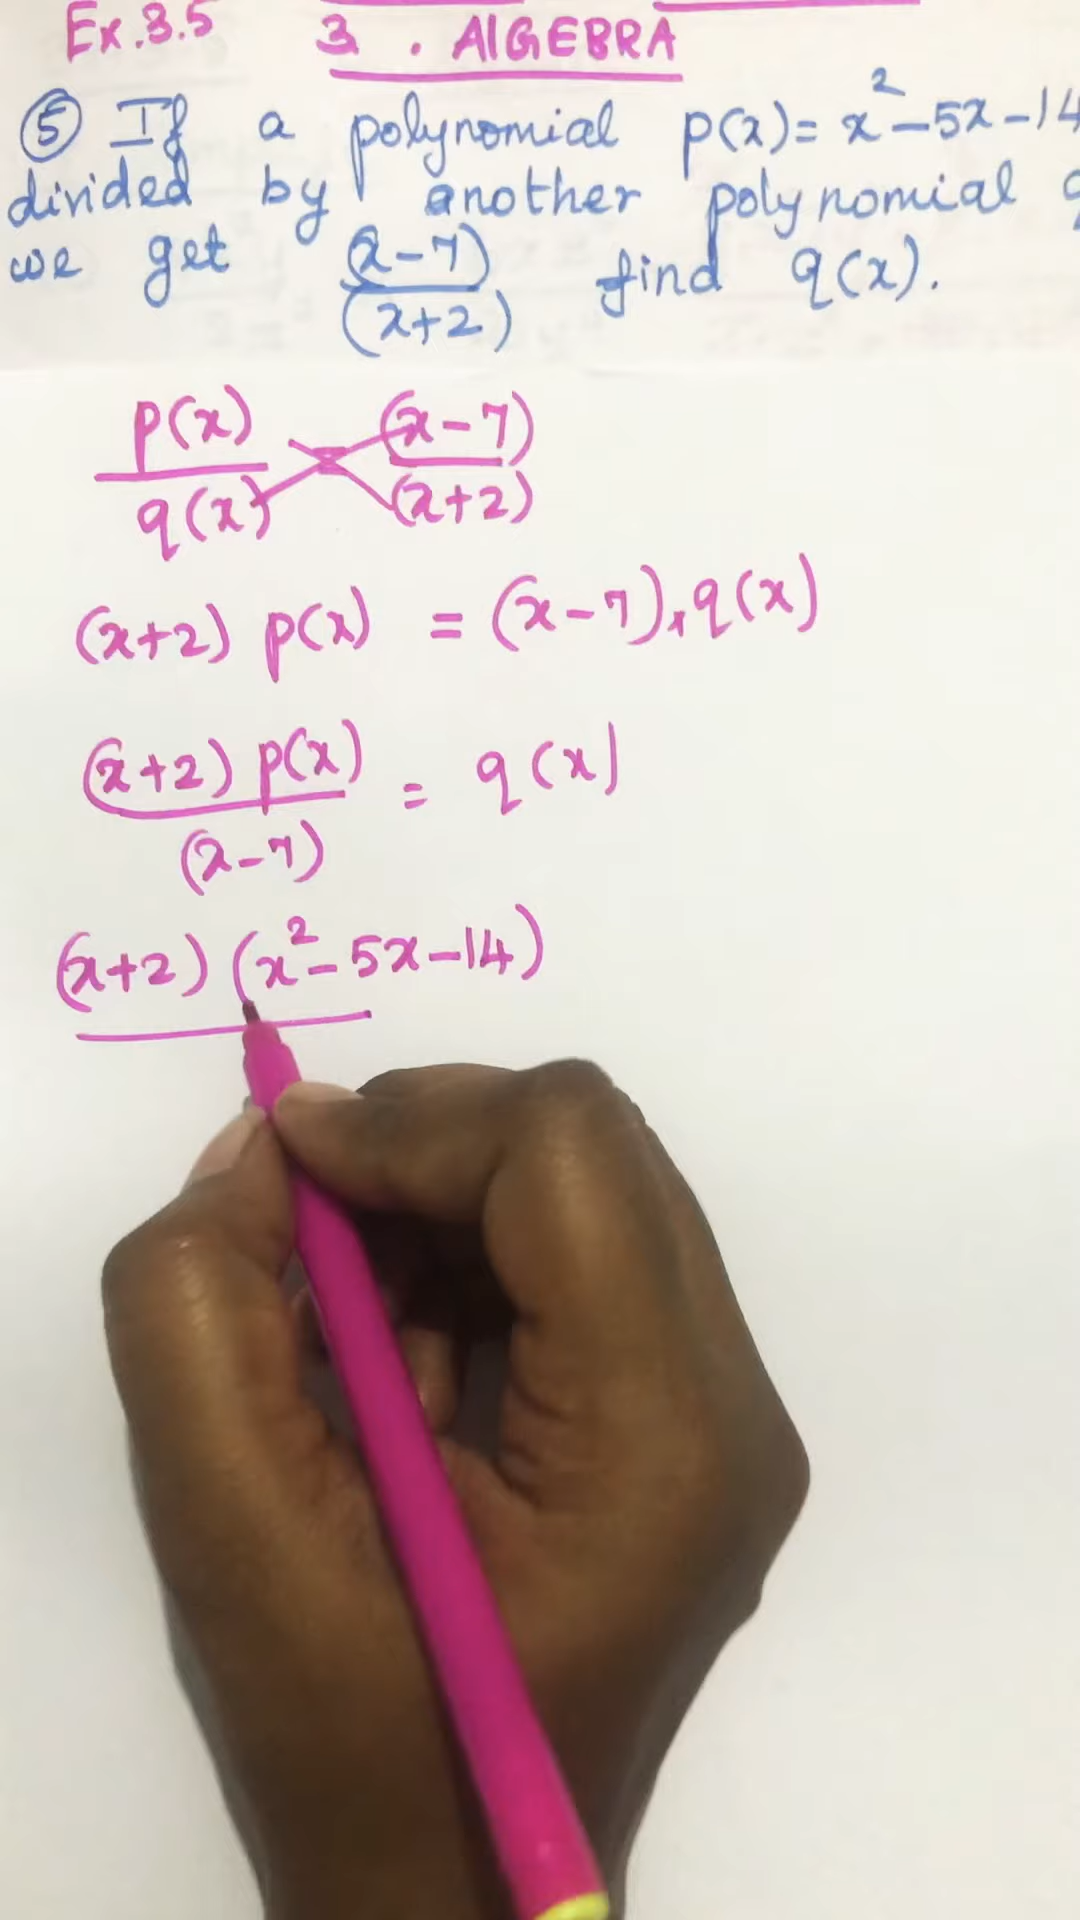 Ex.3.5 3. AlGEBRA
⑤ If a polynomial p(x)= x²-5x-14
divided by another polynomial
we get (x-7)/(x+2) find q(x).
p(x)/q(x) (x-7)/(x+2)
(x+2) p(x) = (x-7) × q(x)
(x+2) p(x)/(x-7) = q(x)
(x+2) (x²-5x-14)